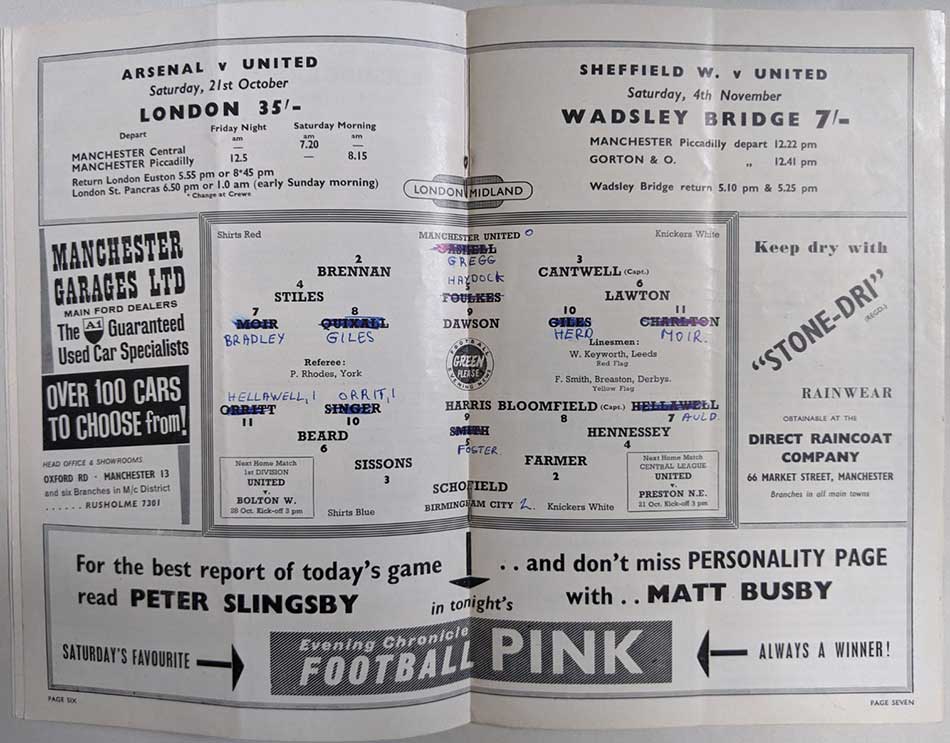 ARSENAL v UNITED
Saturday, 21st October
LONDON 35/-
Depart Friday Night Saturday Morning
am am am
MANCHESTER Central — 7.20 —
MANCHESTER Piccadilly 12.5 — 8.15
Return London Euston 5.55 pm or 8*45 pm
London St. Pancras 6.50 pm or 1.0 am (early Sunday morning)
* Change at Crewe
SHEFFIELD W. v UNITED
Saturday, 4th November
WADSLEY BRIDGE 7/-
MANCHESTER Piccadilly depart 12.22 pm
GORTON & O. „ 12.41 pm
Wadsley Bridge return 5.10 pm & 5.25 pm
LONDON MIDLAND
MANCHESTER
GARAGES LTD
MAIN FORD DEALERS
The A1 Guaranteed
Used Car Specialists
OVER 100 CARS
TO CHOOSE from!
HEAD OFFICE & SHOWROOMS
OXFORD RD · MANCHESTER 13
and six Branches in M/c District
...... RUSHOLME 7301
Shirts Red MANCHESTER UNITED 0 Knickers White
GREGG
2 3
BRENNAN CANTWELL (Capt.)
HAYDOCK
4 5 6
STILES FOULKES LAWTON
7 8 9 10 11
MOIR QUIXALL DAWSON GILES CHARLTON
BRADLEY GILES HERD MOIR.
Referee:
P. Rhodes, York
FOOTBALL
GREEN
PLEASE
EVENING NEWS
Linesmen:
W. Keyworth, Leeds
Red Flag
F. Smith, Breaston, Derbys.
Yellow Flag
HELLAWELL, 1 ORRITT, 1
ORRITT SINGER HARRIS BLOOMFIELD (Capt.) HELLAWELL
11 10 9 8 7 AULD.
SMITH
BEARD 5 HENNESSEY
6 FOSTER. 4
SISSONS FARMER
3 2
SCHOFIELD
Shirts Blue BIRMINGHAM CITY 2. Knickers White
Next Home Match
1st DIVISION
UNITED
v.
BOLTON W.
28 Oct. Kick-off 3 pm
Next Home Match
CENTRAL LEAGUE
UNITED
v.
PRESTON N.E.
21 Oct. Kick-off 3 pm
Keep dry with
"STONE-DRI"
(REGD.)
RAINWEAR
OBTAINABLE AT THE
DIRECT RAINCOAT
COMPANY
66 MARKET STREET, MANCHESTER
Branches in all main towns
For the best report of today's game
read PETER SLINGSBY
in tonight's
. . and don't miss PERSONALITY PAGE
with . . MATT BUSBY
SATURDAY'S FAVOURITE
Evening Chronicle
FOOTBALL PINK
ALWAYS A WINNER!
PAGE SIX
PAGE SEVEN